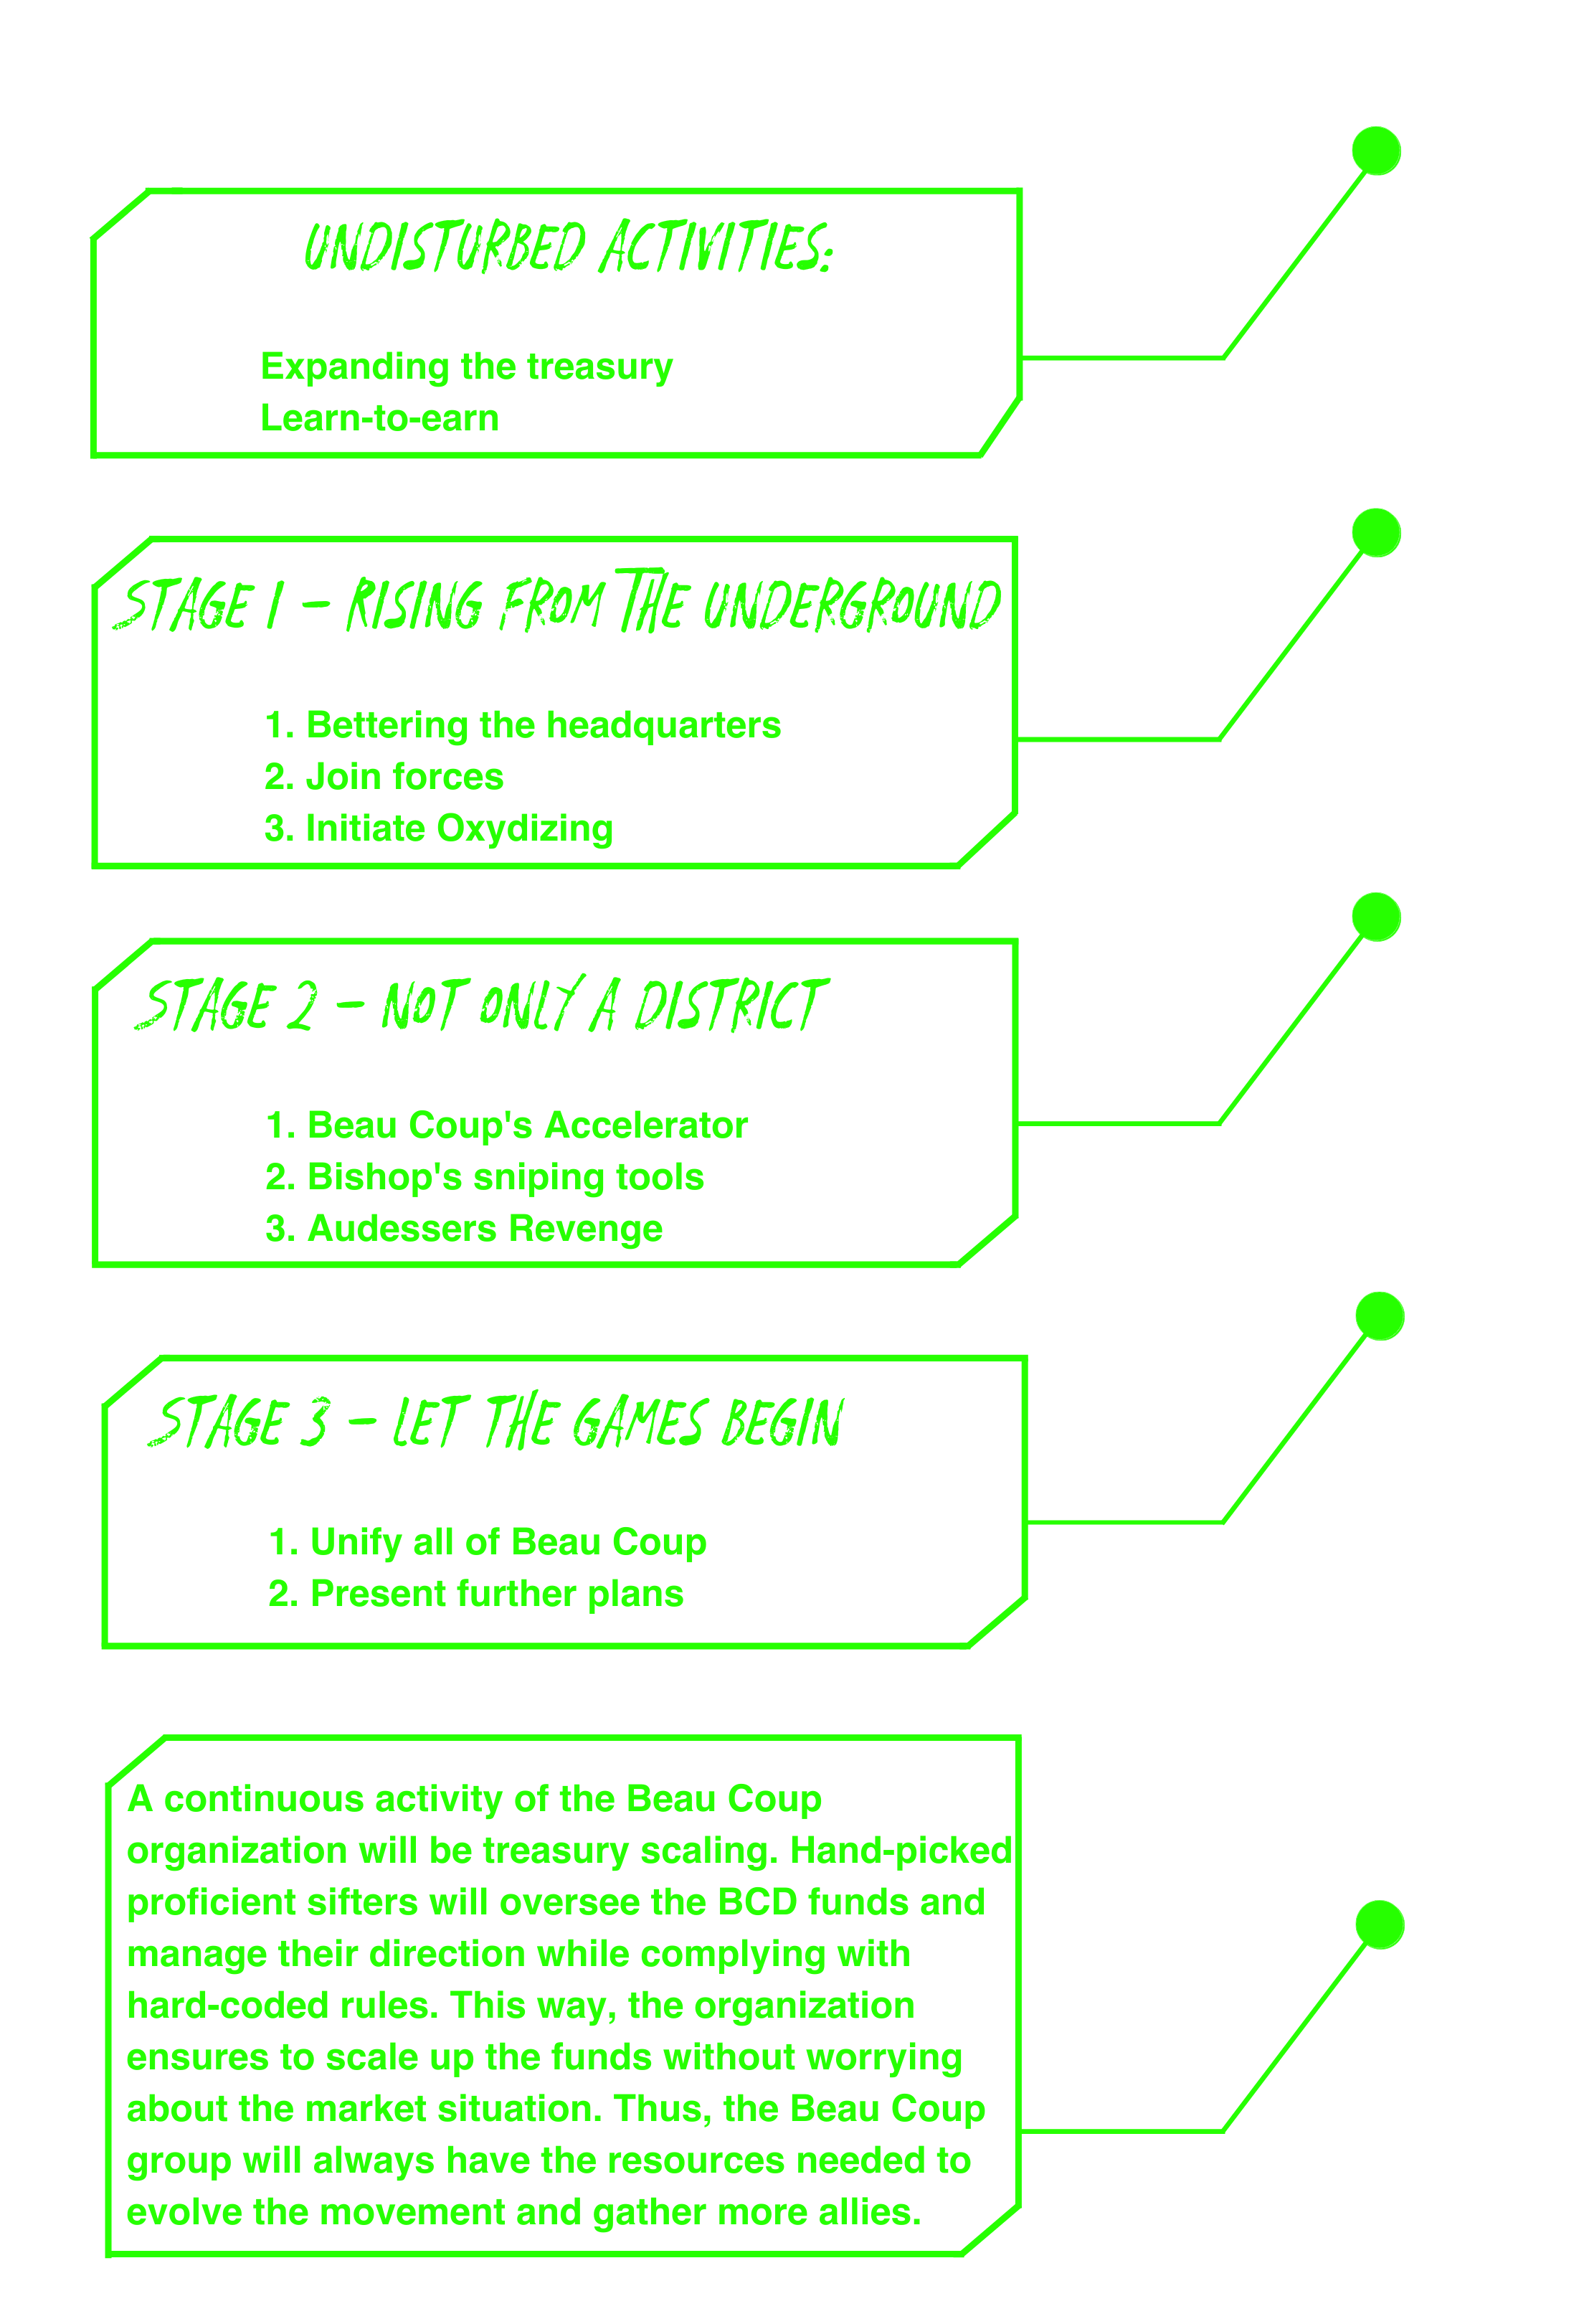 UNDISTURBED ACTIVITIES:
Expanding the treasury
Learn-to-earn
STAGE 1 - RISING FROM THE UNDERGROUND
1. Bettering the headquarters
2. Join forces
3. Initiate Oxydizing
STAGE 2 - NOT ONLY A DISTRICT
1. Beau Coup's Accelerator
2. Bishop's sniping tools
3. Audessers Revenge
STAGE 3 - LET THE GAMES BEGIN
1. Unify all of Beau Coup
2. Present further plans
A continuous activity of the Beau Coup
organization will be treasury scaling. Hand-picked
proficient sifters will oversee the BCD funds and
manage their direction while complying with
hard-coded rules. This way, the organization
ensures to scale up the funds without worrying
about the market situation. Thus, the Beau Coup
group will always have the resources needed to
evolve the movement and gather more allies.